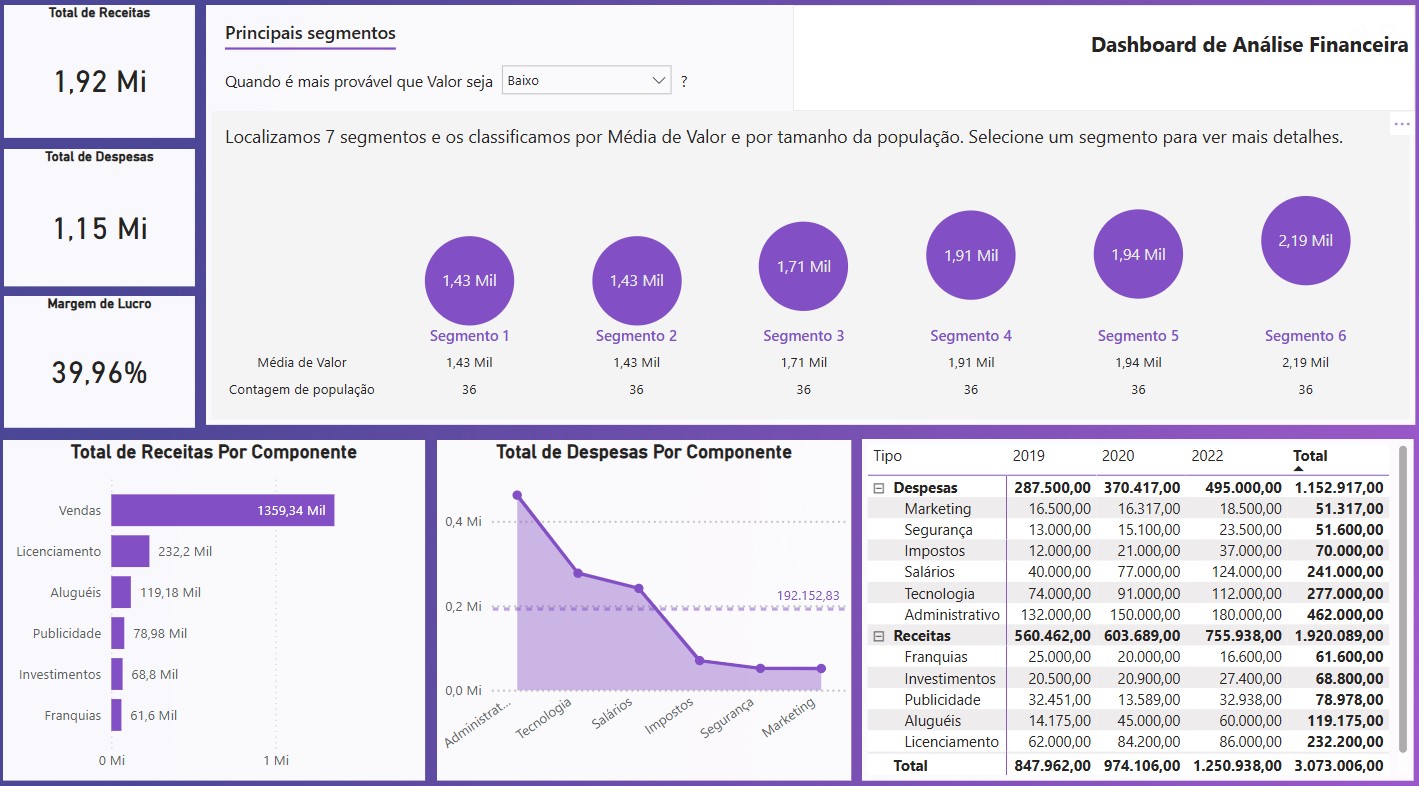 Total de Receitas
1,92 Mi
Total de Despesas
1,15 Mi
Margem de Lucro
39,96%
Principais segmentos
Quando é mais provável que Valor seja Baixo ?
Dashboard de Análise Financeira
Localizamos 7 segmentos e os classificamos por Média de Valor e por tamanho da população. Selecione um segmento para ver mais detalhes.
1,43 Mil 1,43 Mil 1,71 Mil 1,91 Mil 1,94 Mil 2,19 Mil
Segmento 1 Segmento 2 Segmento 3 Segmento 4 Segmento 5 Segmento 6
Média de Valor 1,43 Mil 1,43 Mil 1,71 Mil 1,91 Mil 1,94 Mil 2,19 Mil
Contagem de população 36 36 36 36 36 36
Total de Receitas Por Componente
Vendas 1359,34 Mil
Licenciamento 232,2 Mil
Aluguéis 119,18 Mil
Publicidade 78,98 Mil
Investimentos 68,8 Mil
Franquias 61,6 Mil
0 Mi 1 Mi
Total de Despesas Por Componente
0,4 Mi
0,2 Mi
192.152,83
0,0 Mi
Administrat... Tecnologia Salários Impostos Segurança Marketing
Tipo 2019 2020 2022 Total
Despesas 287.500,00 370.417,00 495.000,00 1.152.917,00
Marketing 16.500,00 16.317,00 18.500,00 51.317,00
Segurança 13.000,00 15.100,00 23.500,00 51.600,00
Impostos 12.000,00 21.000,00 37.000,00 70.000,00
Salários 40.000,00 77.000,00 124.000,00 241.000,00
Tecnologia 74.000,00 91.000,00 112.000,00 277.000,00
Administrativo 132.000,00 150.000,00 180.000,00 462.000,00
Receitas 560.462,00 603.689,00 755.938,00 1.920.089,00
Franquias 25.000,00 20.000,00 16.600,00 61.600,00
Investimentos 20.500,00 20.900,00 27.400,00 68.800,00
Publicidade 32.451,00 13.589,00 32.938,00 78.978,00
Aluguéis 14.175,00 45.000,00 60.000,00 119.175,00
Licenciamento 62.000,00 84.200,00 86.000,00 232.200,00
Total 847.962,00 974.106,00 1.250.938,00 3.073.006,00